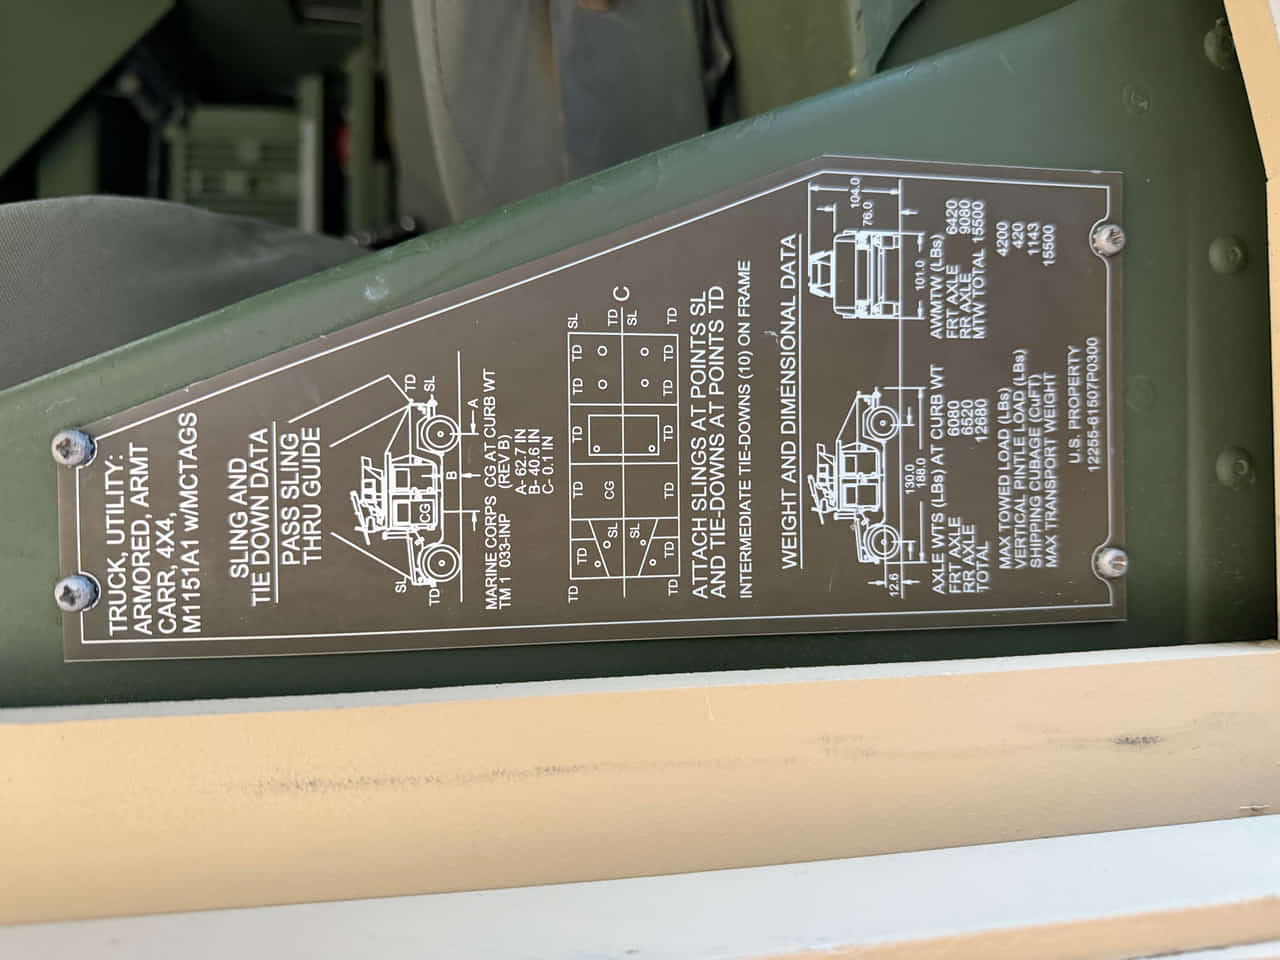 TRUCK, UTILITY:
ARMORED, ARMT
CARR, 4X4,
M1151A1 w/MCTAGS
SLING AND
TIE DOWN DATA
PASS SLING
THRU GUIDE
SL
TD
TD
SL
CG
A
B
MARINE CORPS CG AT CURB WT
TM 1 033-INP (REV B)
A- 62.7 IN
B- 40.6 IN
C- 0.1 IN
TD SL
TD TD TD TD TD
SL CG TD C
SL SL
TD TD TD TD TD
TD TD
ATTACH SLINGS AT POINTS SL
AND TIE-DOWNS AT POINTS TD
INTERMEDIATE TIE-DOWNS (10) ON FRAME
WEIGHT AND DIMENSIONAL DATA
104.0
76.0
12.6
130.0
188.0
101.0
AXLE WTS (LBs) AT CURB WT
FRT AXLE 6080
RR AXLE 6520
TOTAL 12680
AWMTW (LBs)
FRT AXLE 6420
RR AXLE 9080
MTW TOTAL 15500
MAX TOWED LOAD (LBs) 4200
VERTICAL PINTLE LOAD (LBs) 420
SHIPPING CUBAGE (CuFT) 1143
MAX TRANSPORT WEIGHT 15500
U.S. PROPERTY
12255-61507P0300